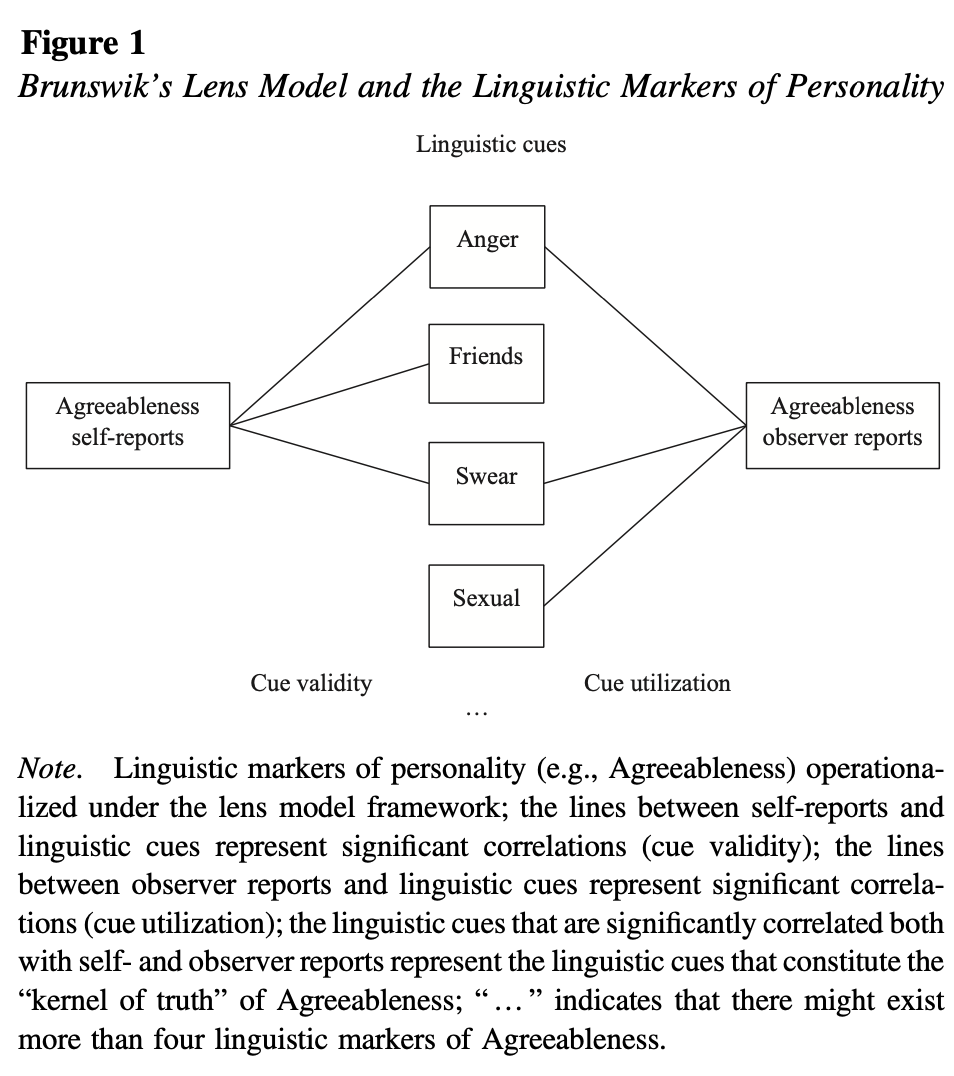 Figure 1
Brunswik’s Lens Model and the Linguistic Markers of Personality
Linguistic cues
Anger
Friends
Agreeableness
self-reports
Agreeableness
observer reports
Swear
Sexual
Cue validity
Cue utilization
…
Note. Linguistic markers of personality (e.g., Agreeableness) operationa-
lized under the lens model framework; the lines between self-reports and
linguistic cues represent significant correlations (cue validity); the lines
between observer reports and linguistic cues represent significant correla-
tions (cue utilization); the linguistic cues that are significantly correlated both
with self- and observer reports represent the linguistic cues that constitute the
“kernel of truth” of Agreeableness; “…” indicates that there might exist
more than four linguistic markers of Agreeableness.